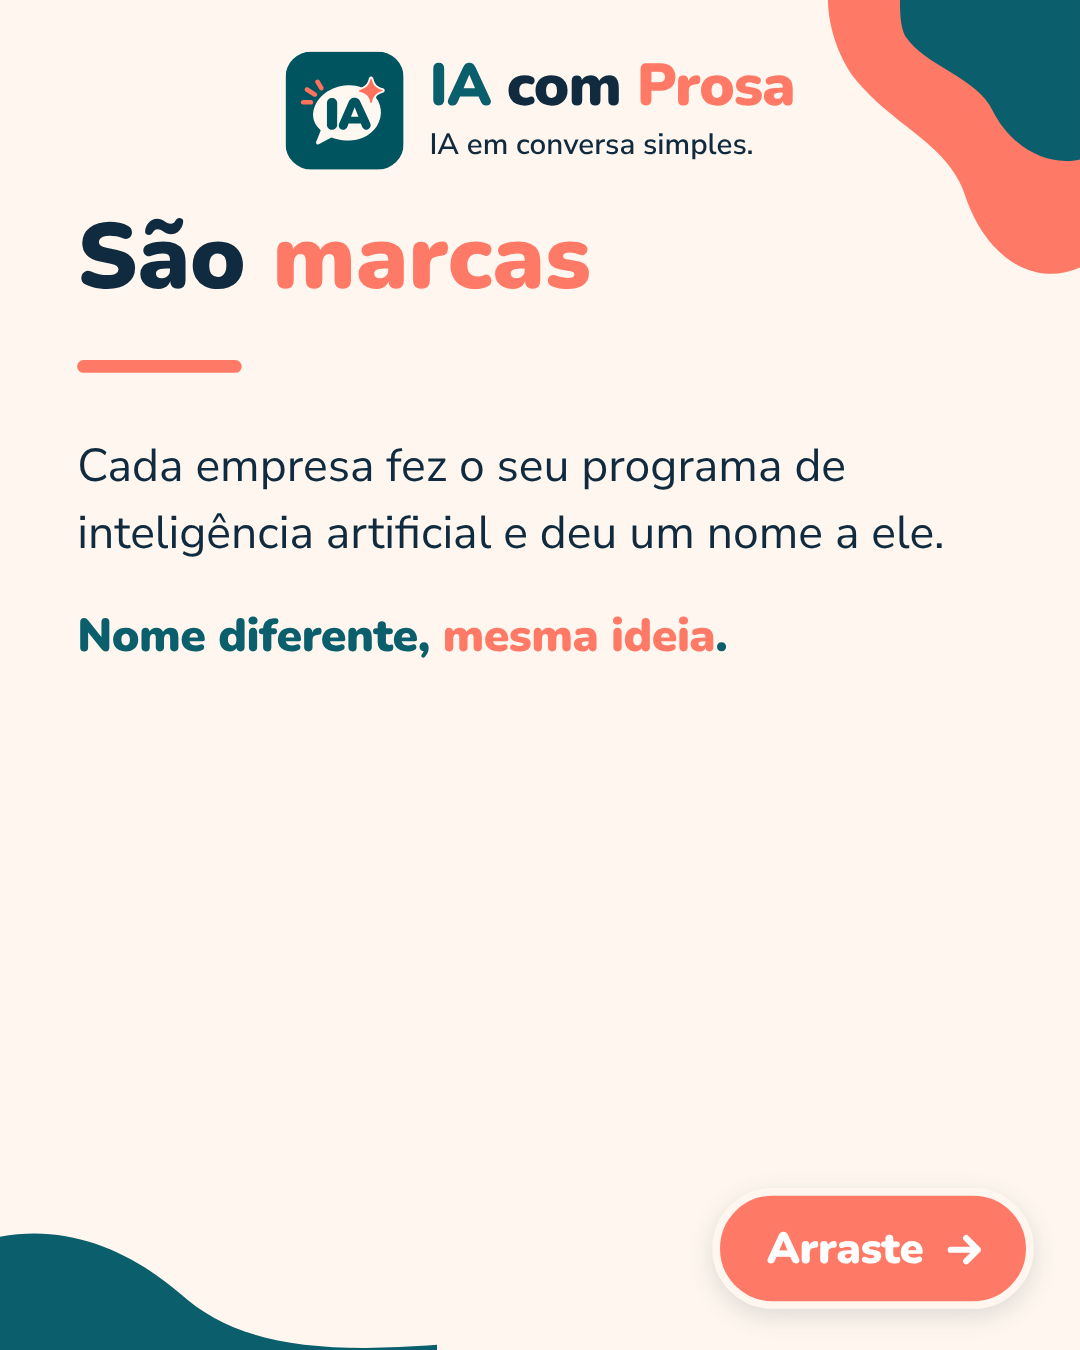 IA
IA com Prosa
IA em conversa simples.
São marcas
Cada empresa fez o seu programa de
inteligência artificial e deu um nome a ele.
Nome diferente, mesma ideia.
Arraste →